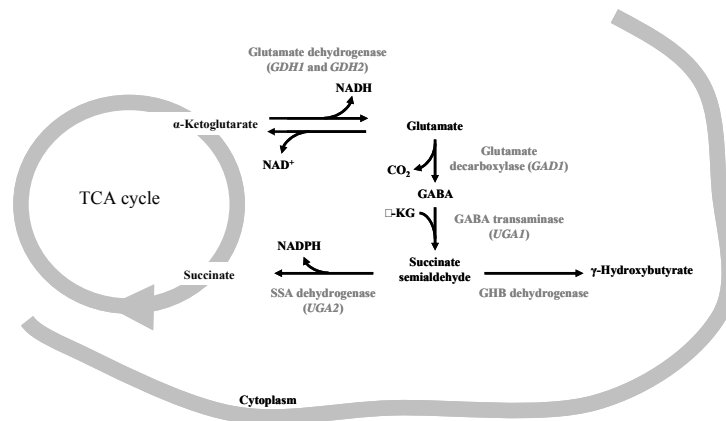 Glutamate dehydrogenase
(GDH1 and GDH2)
NADH
α-Ketoglutarate
Glutamate
NAD⁺
Glutamate
decarboxylase (GAD1)
CO₂
GABA
TCA cycle
□-KG
GABA transaminase
(UGA1)
NADPH
Succinate
Succinate
semialdehyde
γ-Hydroxybutyrate
SSA dehydrogenase
(UGA2)
GHB dehydrogenase
Cytoplasm